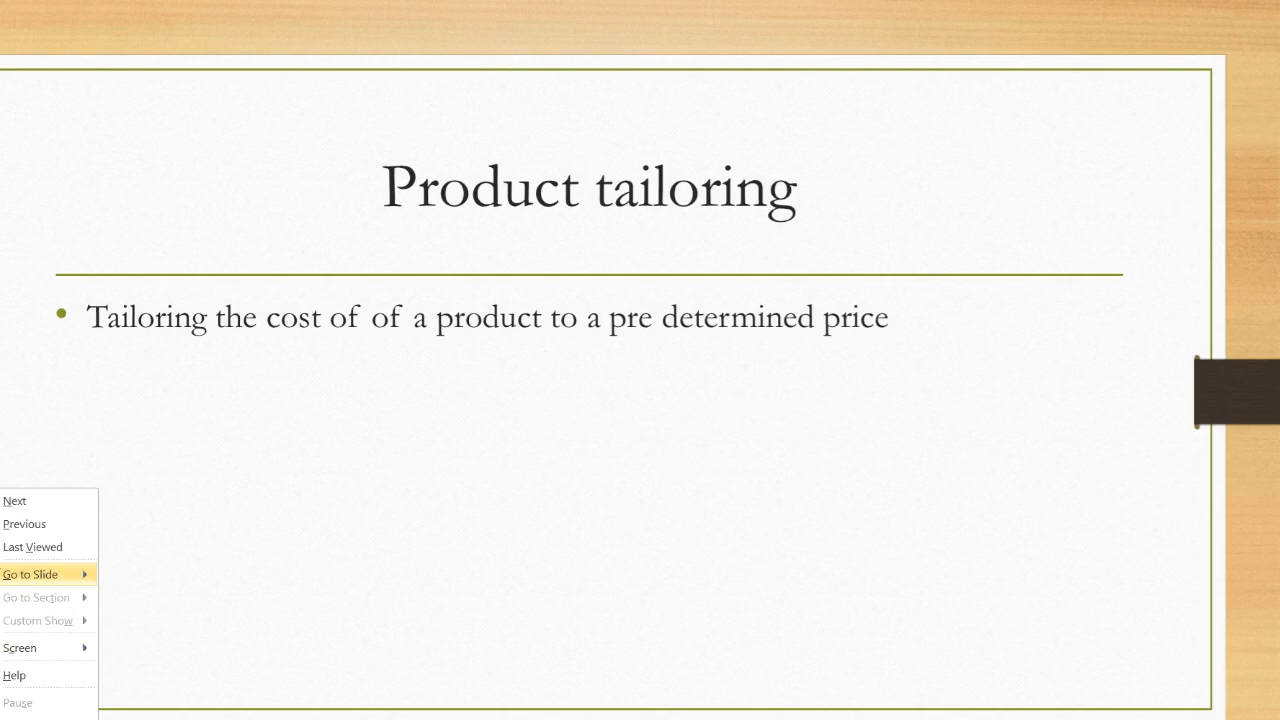 Product tailoring
• Tailoring the cost of of a product to a pre determined price
Next
Previous
Last Viewed
Go to Slide
Go to Section
Custom Show
Screen
Help
Pause